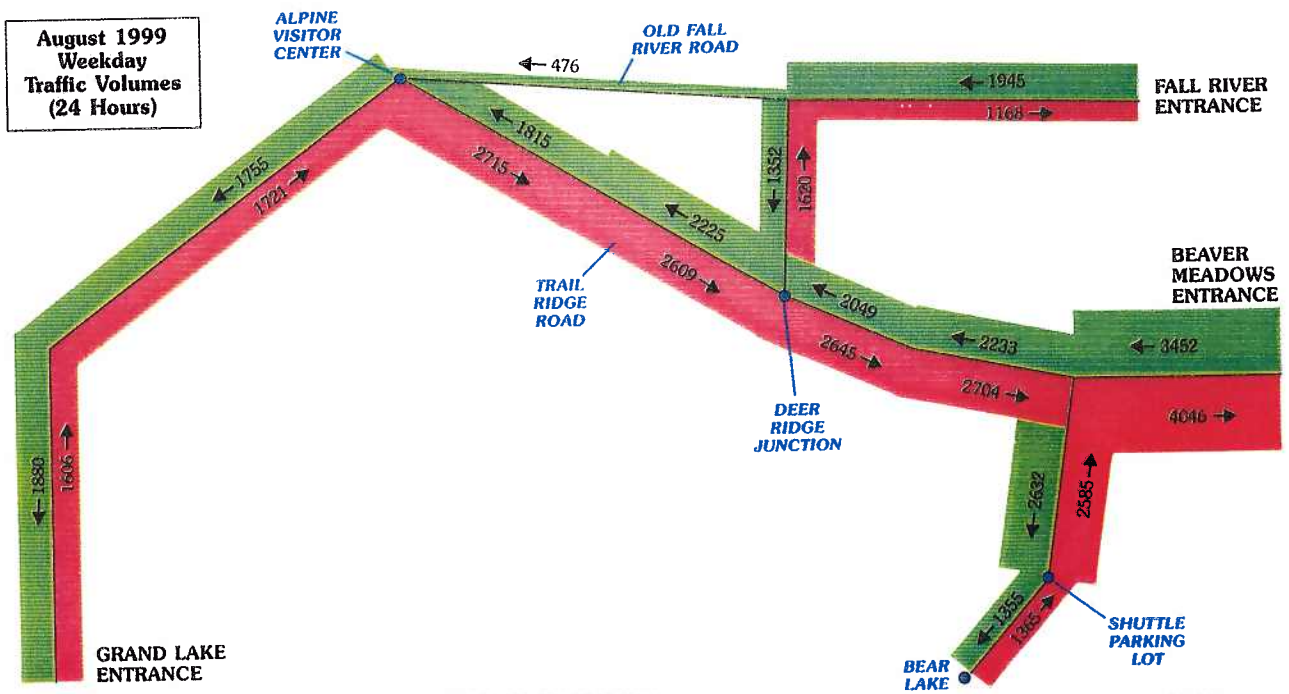 August 1999
Weekday
Traffic Volumes
(24 Hours)
ALPINE
VISITOR
CENTER
OLD FALL
RIVER ROAD
476
1945
1168
FALL RIVER
ENTRANCE
1815
2715
1352
1620
1755
1721
2225
2609
TRAIL
RIDGE
ROAD
BEAVER
MEADOWS
ENTRANCE
2049
2645
2233
2704
3452
4046
DEER
RIDGE
JUNCTION
1880
1606
2632
2585
1355
1365
SHUTTLE
PARKING
LOT
GRAND LAKE
ENTRANCE
BEAR
LAKE